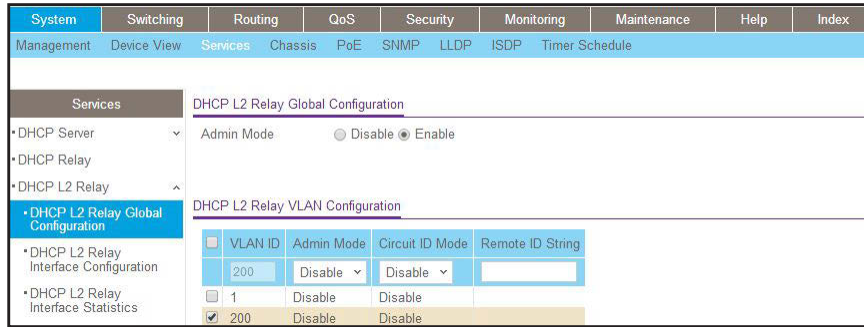 System Switching Routing QoS Security Monitoring Maintenance Help Index
Management Device View Services Chassis PoE SNMP LLDP ISDP Timer Schedule
Services
DHCP Server
DHCP Relay
DHCP L2 Relay
DHCP L2 Relay Global
Configuration
DHCP L2 Relay
Interface Configuration
DHCP L2 Relay
Interface Statistics
DHCP L2 Relay Global Configuration
Admin Mode Disable Enable
DHCP L2 Relay VLAN Configuration
VLAN ID Admin Mode Circuit ID Mode Remote ID String
200 Disable Disable
1 Disable Disable
200 Disable Disable